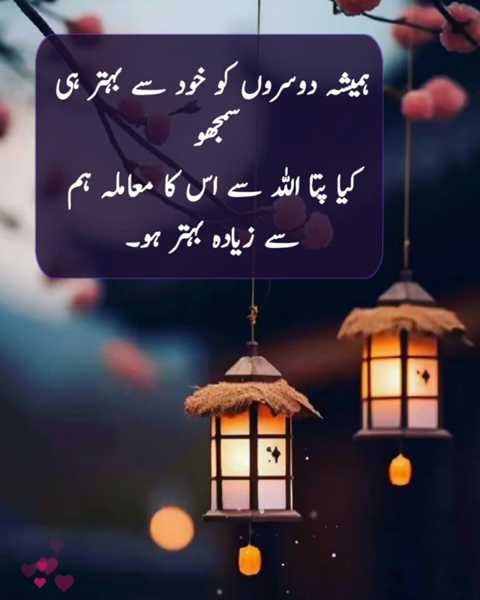 ہمیشہ دوسروں کو خود سے بہتر ہی
سمجھو
کیا پتا اللہ سے اس کا معاملہ ہم
سے زیادہ بہتر ہو۔